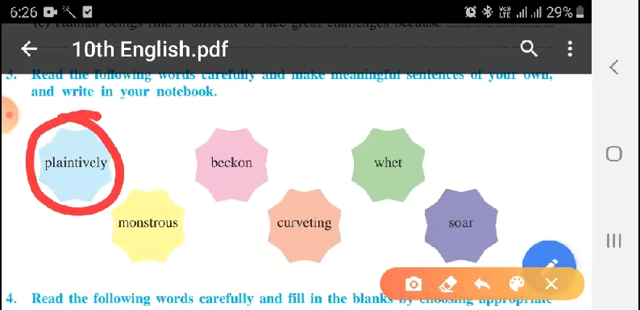 6:26 29%
10th English.pdf
3. Read the following words carefully and make meaningful sentences of your own,
and write in your notebook.
plaintively beckon whet
monstrous curveting soar
4. Read the following words carefully and fill in the blanks by choosing appropriate